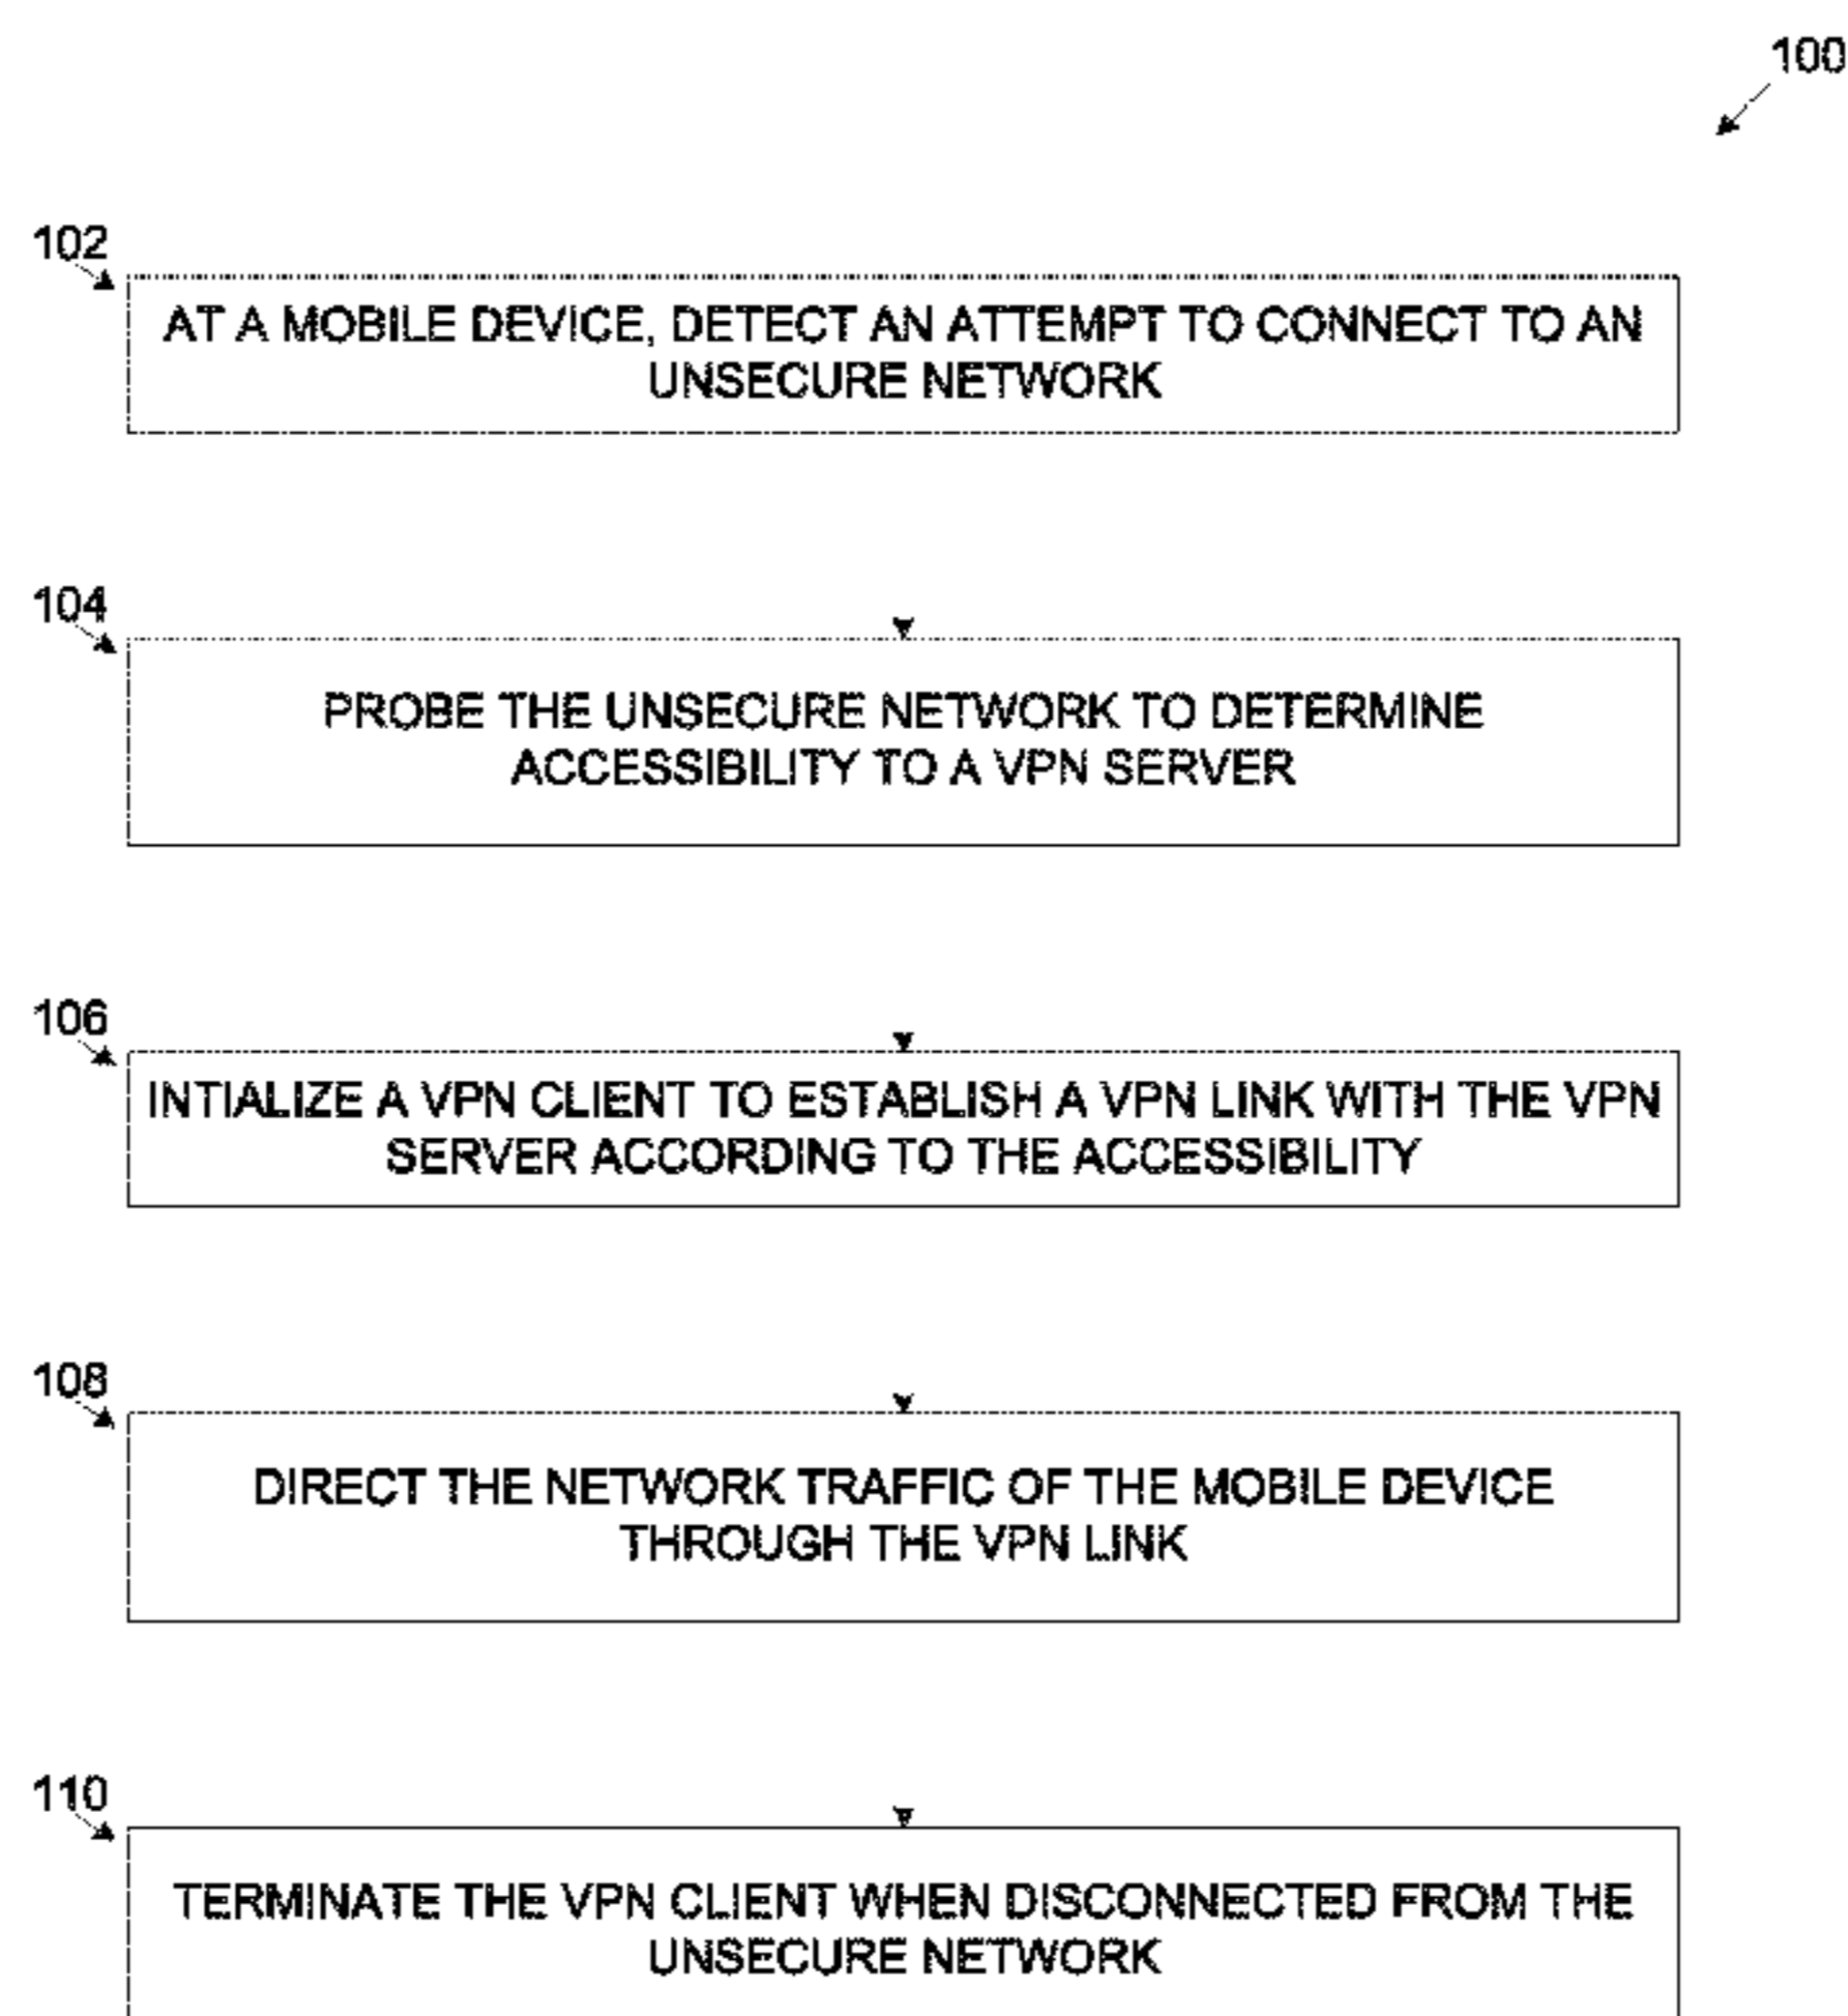 100
102
AT A MOBILE DEVICE, DETECT AN ATTEMPT TO CONNECT TO AN
UNSECURE NETWORK
104
PROBE THE UNSECURE NETWORK TO DETERMINE
ACCESSIBILITY TO A VPN SERVER
106
INTIALIZE A VPN CLIENT TO ESTABLISH A VPN LINK WITH THE VPN
SERVER ACCORDING TO THE ACCESSIBILITY
108
DIRECT THE NETWORK TRAFFIC OF THE MOBILE DEVICE
THROUGH THE VPN LINK
110
TERMINATE THE VPN CLIENT WHEN DISCONNECTED FROM THE
UNSECURE NETWORK